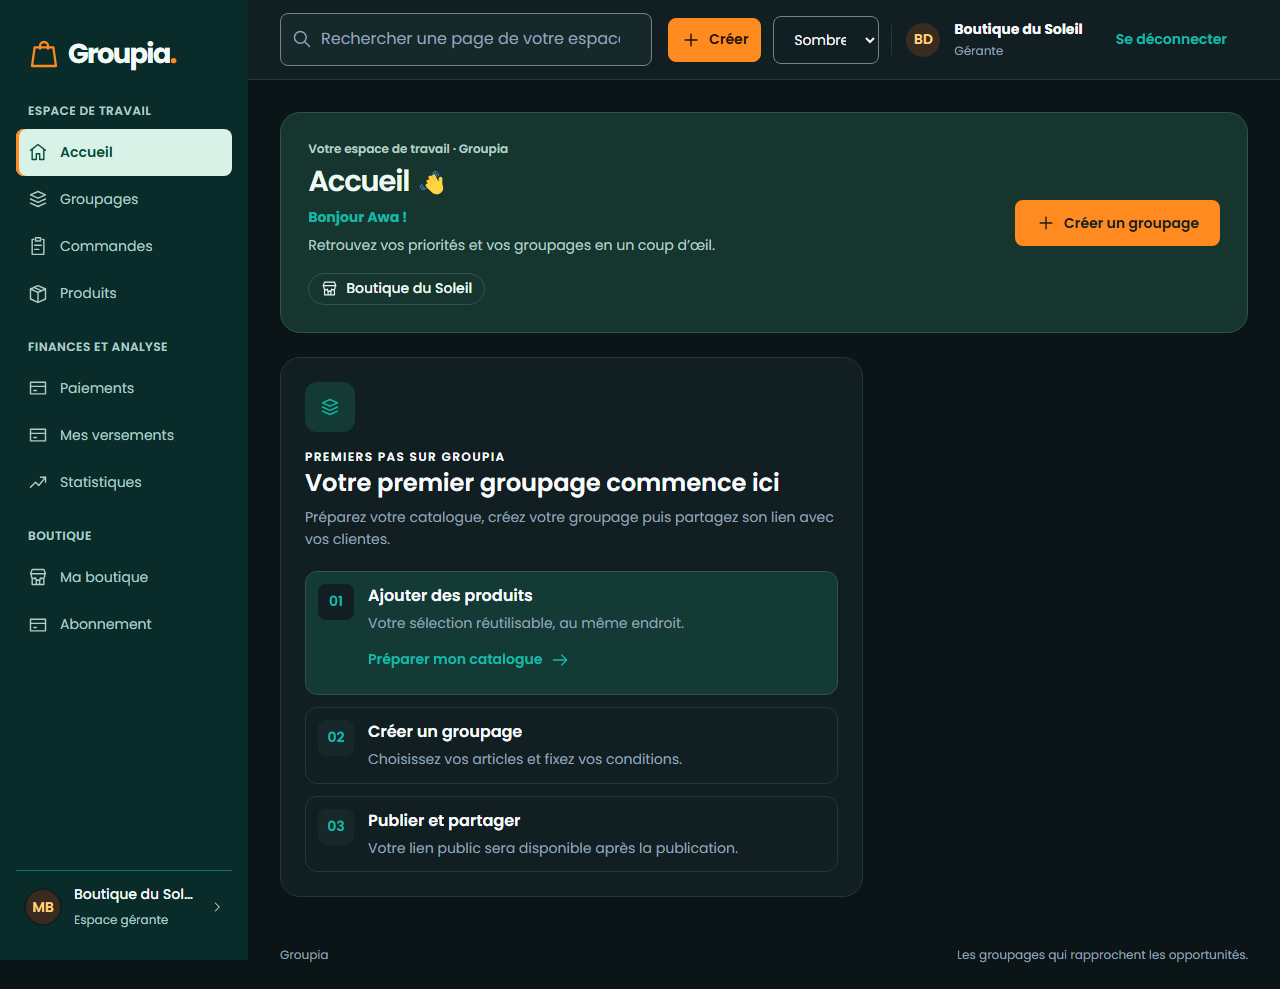 Groupia.
Rechercher une page de votre espac
Créer
Sombre
BD
Boutique du Soleil
Gérante
Se déconnecter
ESPACE DE TRAVAIL
Accueil
Groupages
Commandes
Produits
FINANCES ET ANALYSE
Paiements
Mes versements
Statistiques
BOUTIQUE
Ma boutique
Abonnement
MB
Boutique du Sol...
Espace gérante
Votre espace de travail · Groupia
Accueil 👋
Bonjour Awa !
Retrouvez vos priorités et vos groupages en un coup d’œil.
Boutique du Soleil
Créer un groupage
PREMIERS PAS SUR GROUPIA
Votre premier groupage commence ici
Préparez votre catalogue, créez votre groupage puis partagez son lien avec
vos clientes.
01
Ajouter des produits
Votre sélection réutilisable, au même endroit.
Préparer mon catalogue
02
Créer un groupage
Choisissez vos articles et fixez vos conditions.
03
Publier et partager
Votre lien public sera disponible après la publication.
Groupia
Les groupages qui rapprochent les opportunités.